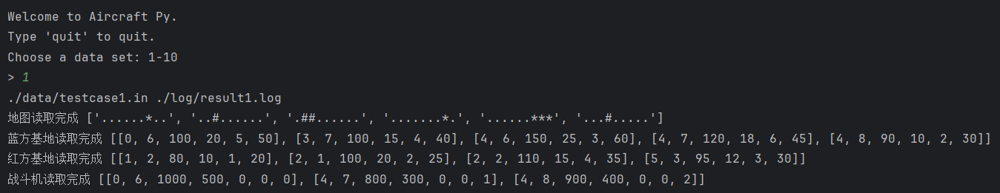 Welcome to Aircraft Py.
Type 'quit' to quit.
Choose a data set: 1-10
> 1
./data/testcase1.in ./log/result1.log
地图读取完成 ['......*..', '..#......', '.##......', '.......*.', '......***', '...#.....']
蓝方基地读取完成 [[0, 6, 100, 20, 5, 50], [3, 7, 100, 15, 4, 40], [4, 6, 150, 25, 3, 60], [4, 7, 120, 18, 6, 45], [4, 8, 90, 10, 2, 30]]
红方基地读取完成 [[1, 2, 80, 10, 1, 20], [2, 1, 100, 20, 2, 25], [2, 2, 110, 15, 4, 35], [5, 3, 95, 12, 3, 30]]
战斗机读取完成 [[0, 6, 1000, 500, 0, 0, 0], [4, 7, 800, 300, 0, 0, 1], [4, 8, 900, 400, 0, 0, 2]]